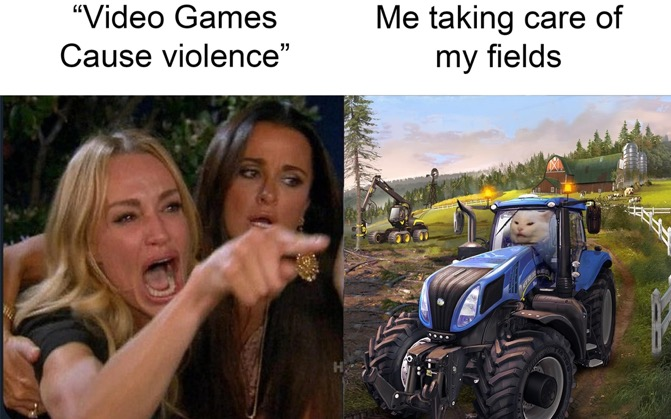 “Video Games
Cause violence”
Me taking care of
my fields